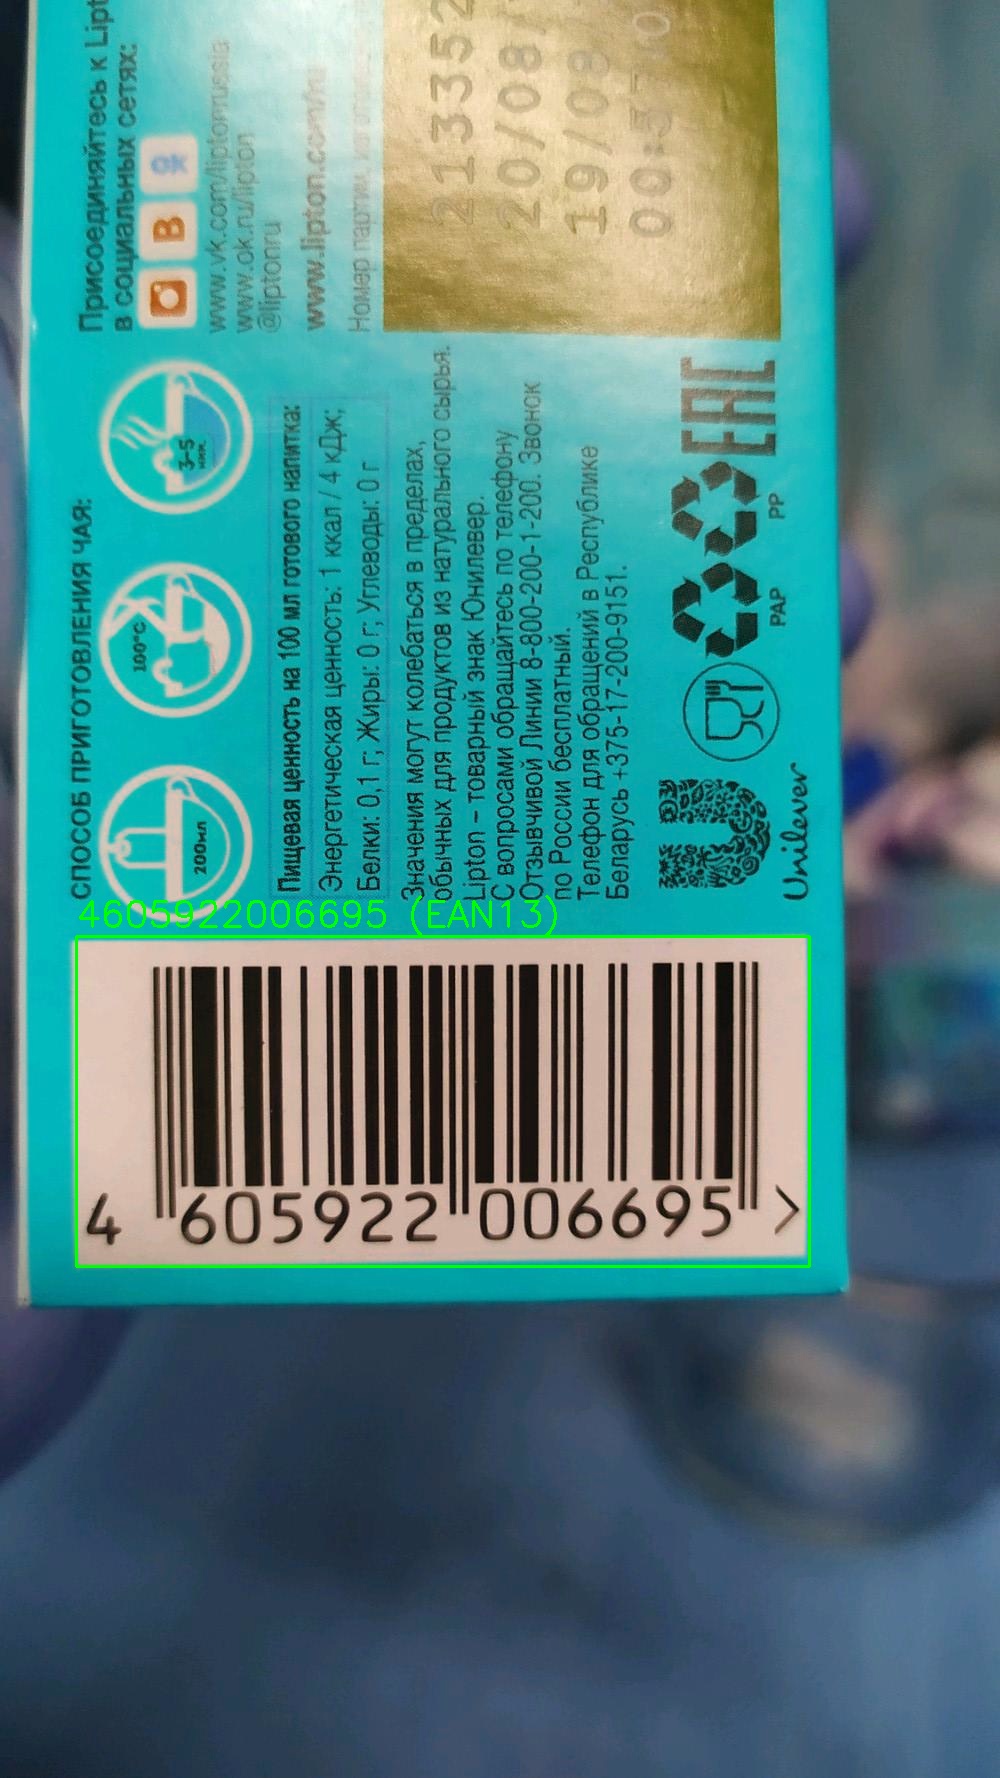 Присоединяйтесь к Lipt
в социальных сетях:
В
ok
www.vk.com/liptonrussia
www.ok.ru/lipton
@liptonru
www.lipton.com/ru
Номер партии,
213352
20/08/
19/08
00:57
СПОСОБ ПРИГОТОВЛЕНИЯ ЧАЯ:
200мл
100°C
3-5
мин.
Пищевая ценность на 100 мл готового напитка:
Энергетическая ценность: 1 ккал / 4 кДж;
Белки: 0,1 г; Жиры: 0 г; Углеводы: 0 г
Значения могут колебаться в пределах,
обычных для продуктов из натурального сырья.
Lipton – товарный знак Юнилевер.
С вопросами обращайтесь по телефону
Отзывчивой Линии 8-800-200-1-200. Звонок
по России бесплатный.
Телефон для обращений в Республике
Беларусь +375-17-200-9151.
Unilever
PAP
PP
EAC
4605922006695 (EAN13)
4 605922 006695 >